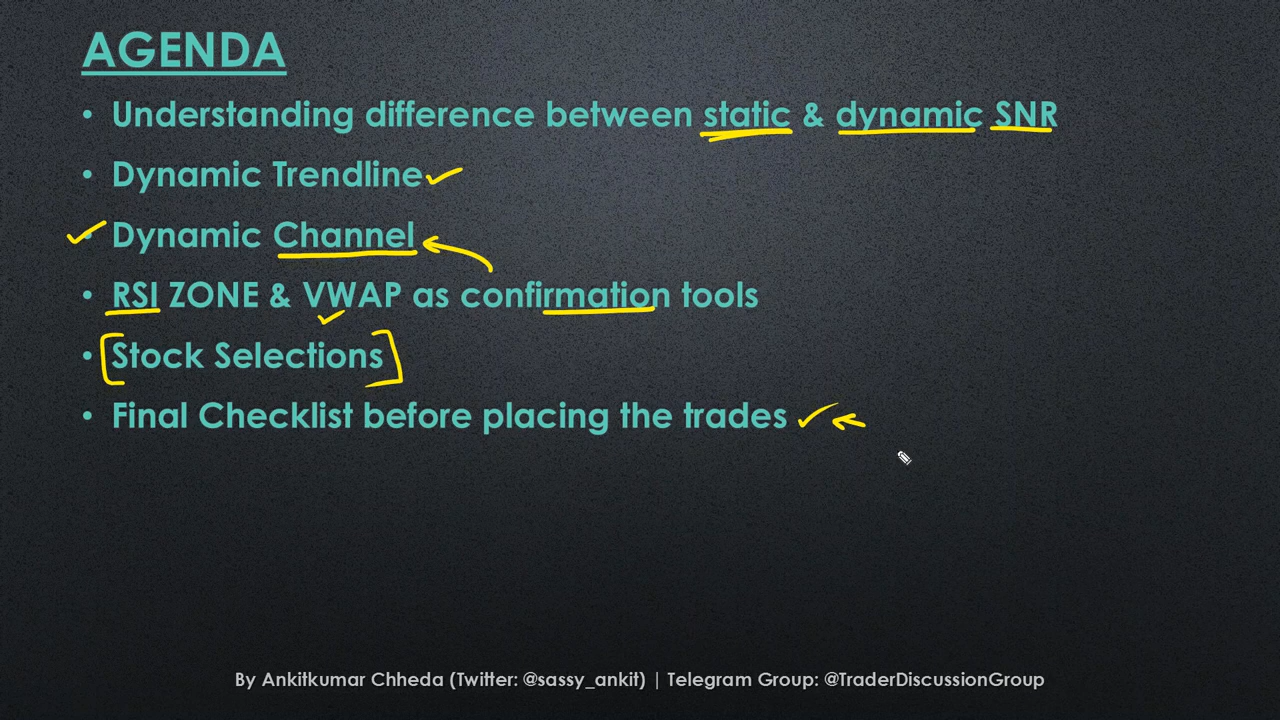 AGENDA
• Understanding difference between static & dynamic SNR
• Dynamic Trendline
• Dynamic Channel
• RSI ZONE & VWAP as confirmation tools
• Stock Selections
• Final Checklist before placing the trades
By Ankitkumar Chheda (Twitter: @sassy_ankit) | Telegram Group: @TraderDiscussionGroup